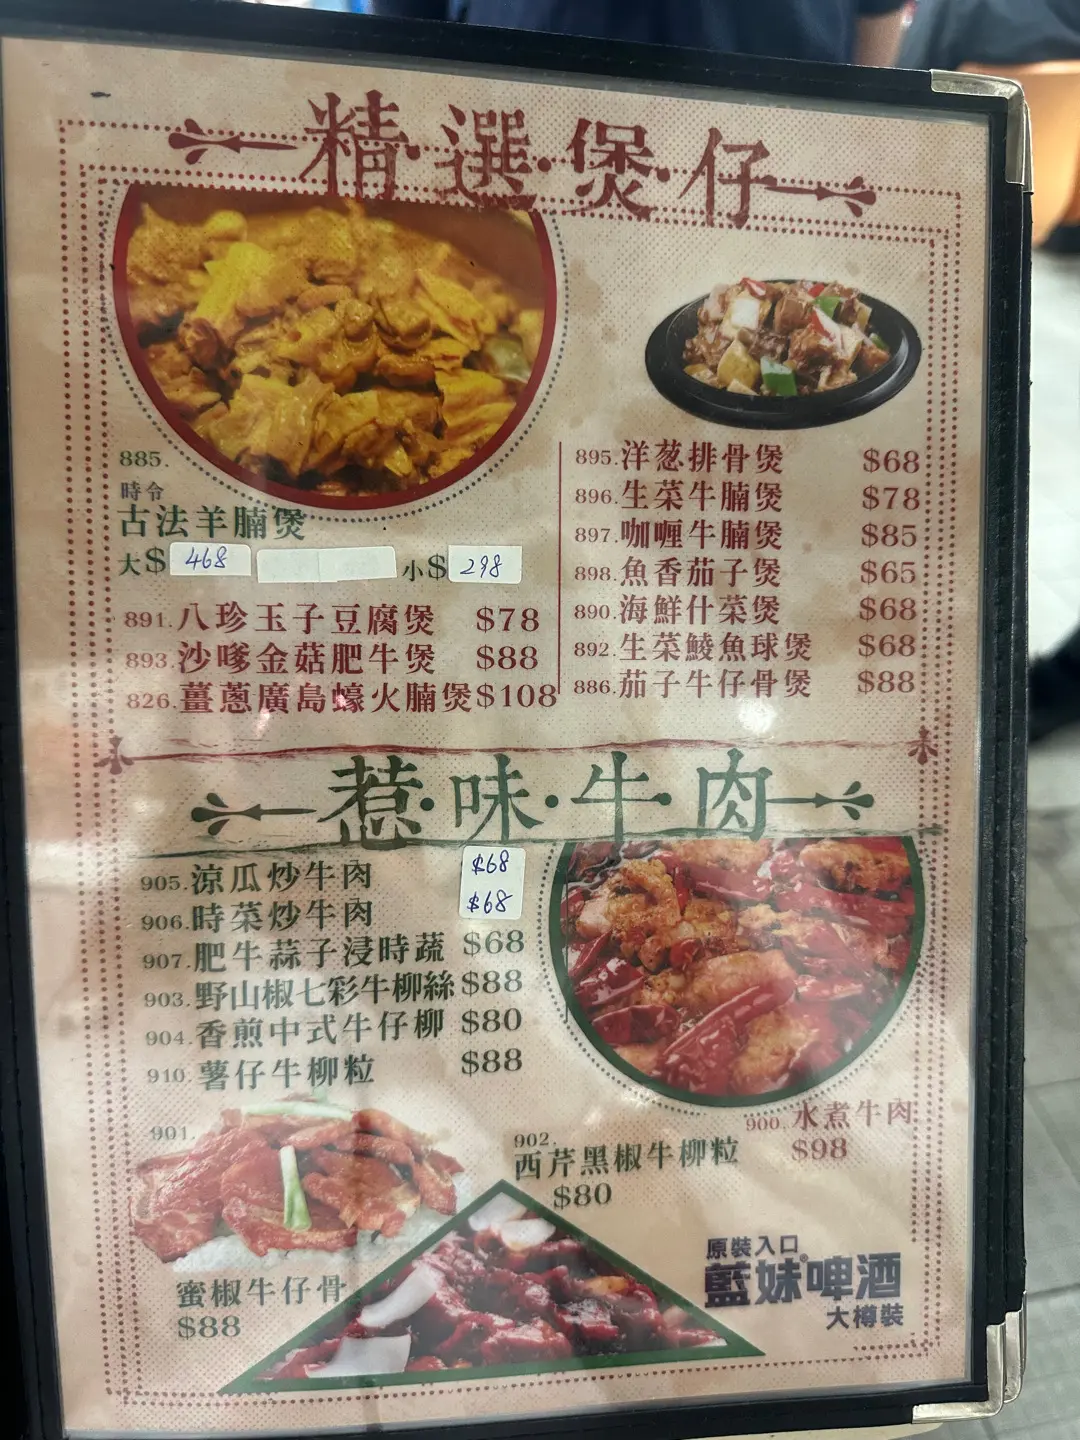 精·選·煲·仔
885.
時令
古法羊腩煲
大$ 468 小$ 298
891.八珍玉子豆腐煲 $78
893.沙嗲金菇肥牛煲 $88
826.薑蔥廣島蠔火腩煲$108
895.洋葱排骨煲 $68
896.生菜牛腩煲 $78
897.咖喱牛腩煲 $85
898.魚香茄子煲 $65
890.海鮮什菜煲 $68
892.生菜鯪魚球煲 $68
886.茄子牛仔骨煲 $88
惹·味·牛·肉
905.涼瓜炒牛肉 $68
906.時菜炒牛肉 $68
907.肥牛蒜子浸時蔬 $68
903.野山椒七彩牛柳絲$88
904.香煎中式牛仔柳 $80
910.薯仔牛柳粒 $88
900.水煮牛肉
$98
901.
蜜椒牛仔骨
$88
902.
西芹黑椒牛柳粒
$80
原裝入口
藍妹®啤酒
大樽裝